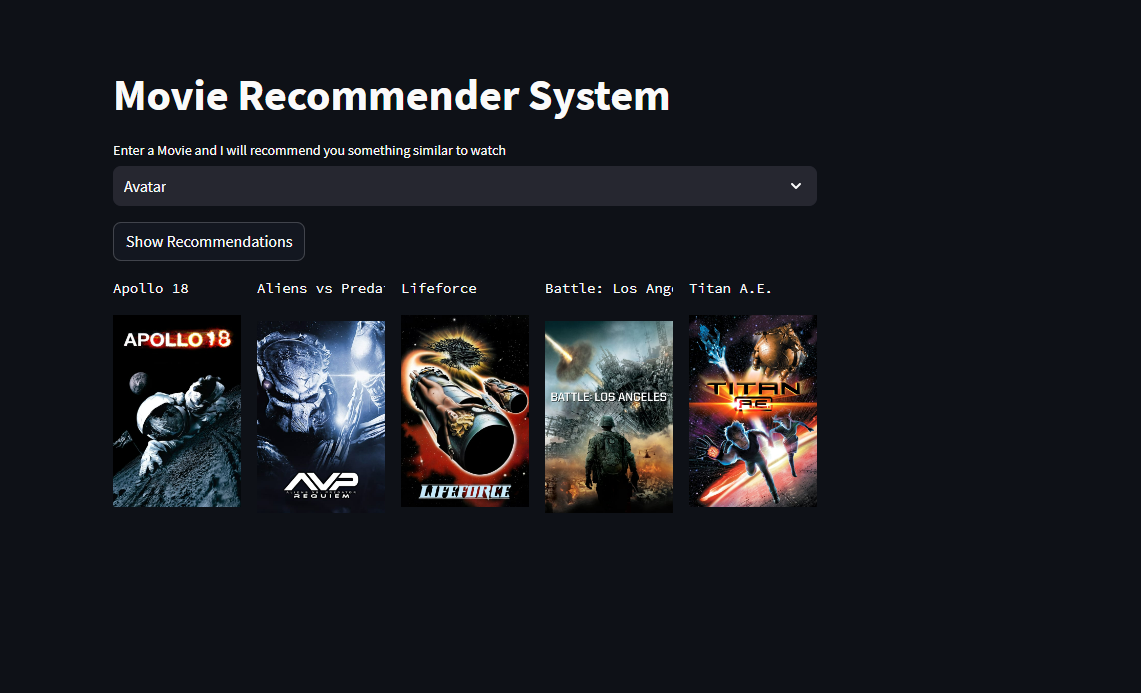 Movie Recommender System
Enter a Movie and I will recommend you something similar to watch
Avatar
Show Recommendations
Apollo 18
Aliens vs Preda
Lifeforce
Battle: Los Ang
Titan A.E.
APOLLO 18
AVP
REQUIEM
LIFEFORCE
BATTLE: LOS ANGELES
TITAN
A.E.